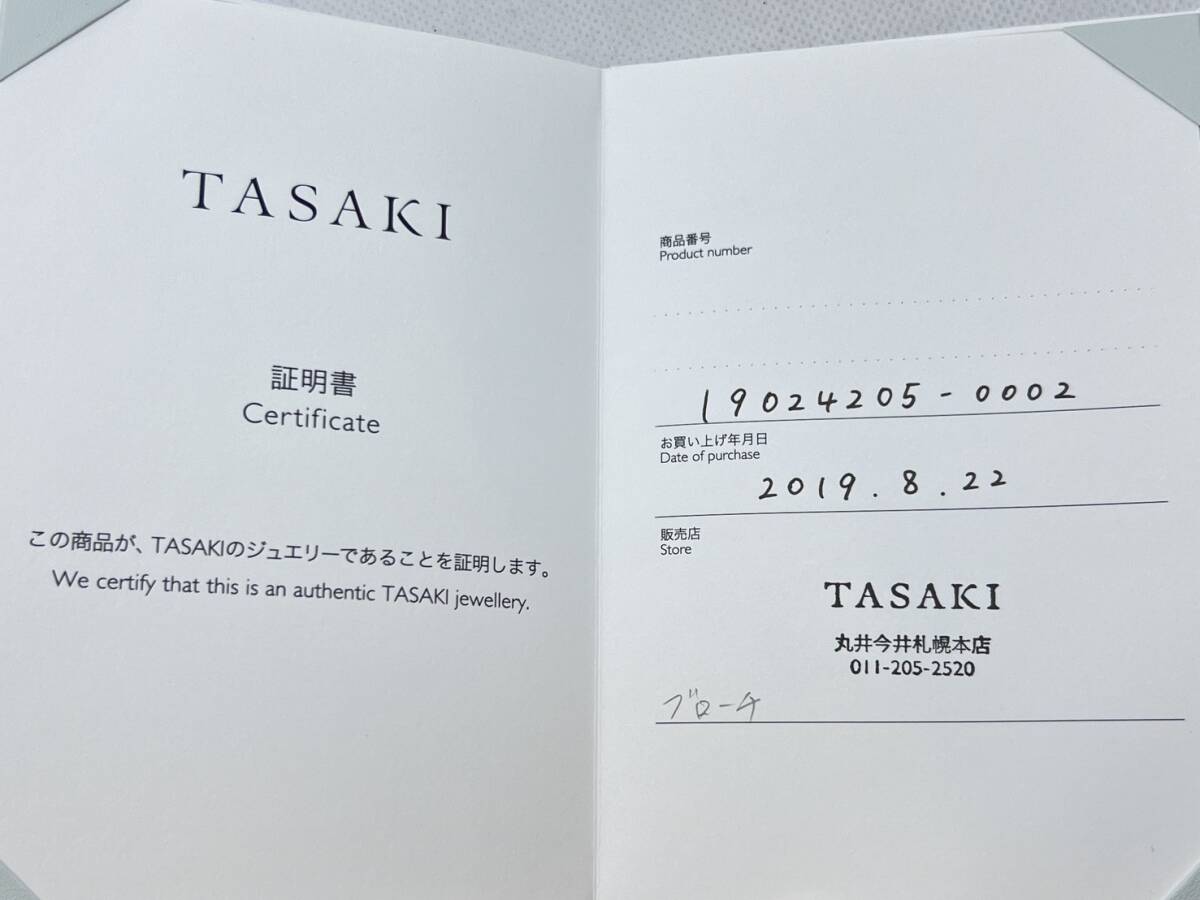 TASAKI
証明書
Certificate
この商品が、TASAKIのジュエリーであることを証明します。
We certify that this is an authentic TASAKI jewellery.
商品番号
Product number
19024205-0002
お買い上げ年月日
Date of purchase
2019.8.22
販売店
Store
TASAKI
丸井今井札幌本店
011-205-2520
ブローチ